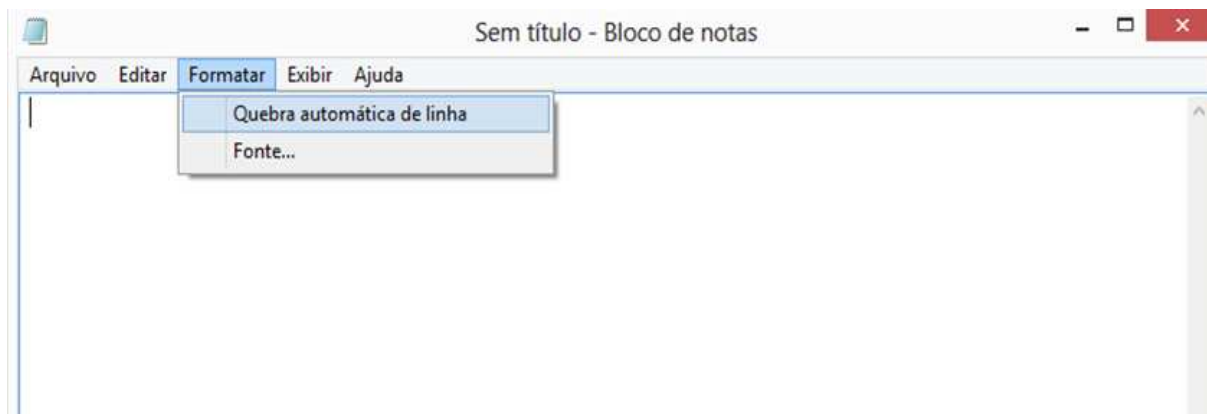 Sem título - Bloco de notas
Arquivo Editar Formatar Exibir Ajuda
Quebra automática de linha
Fonte...